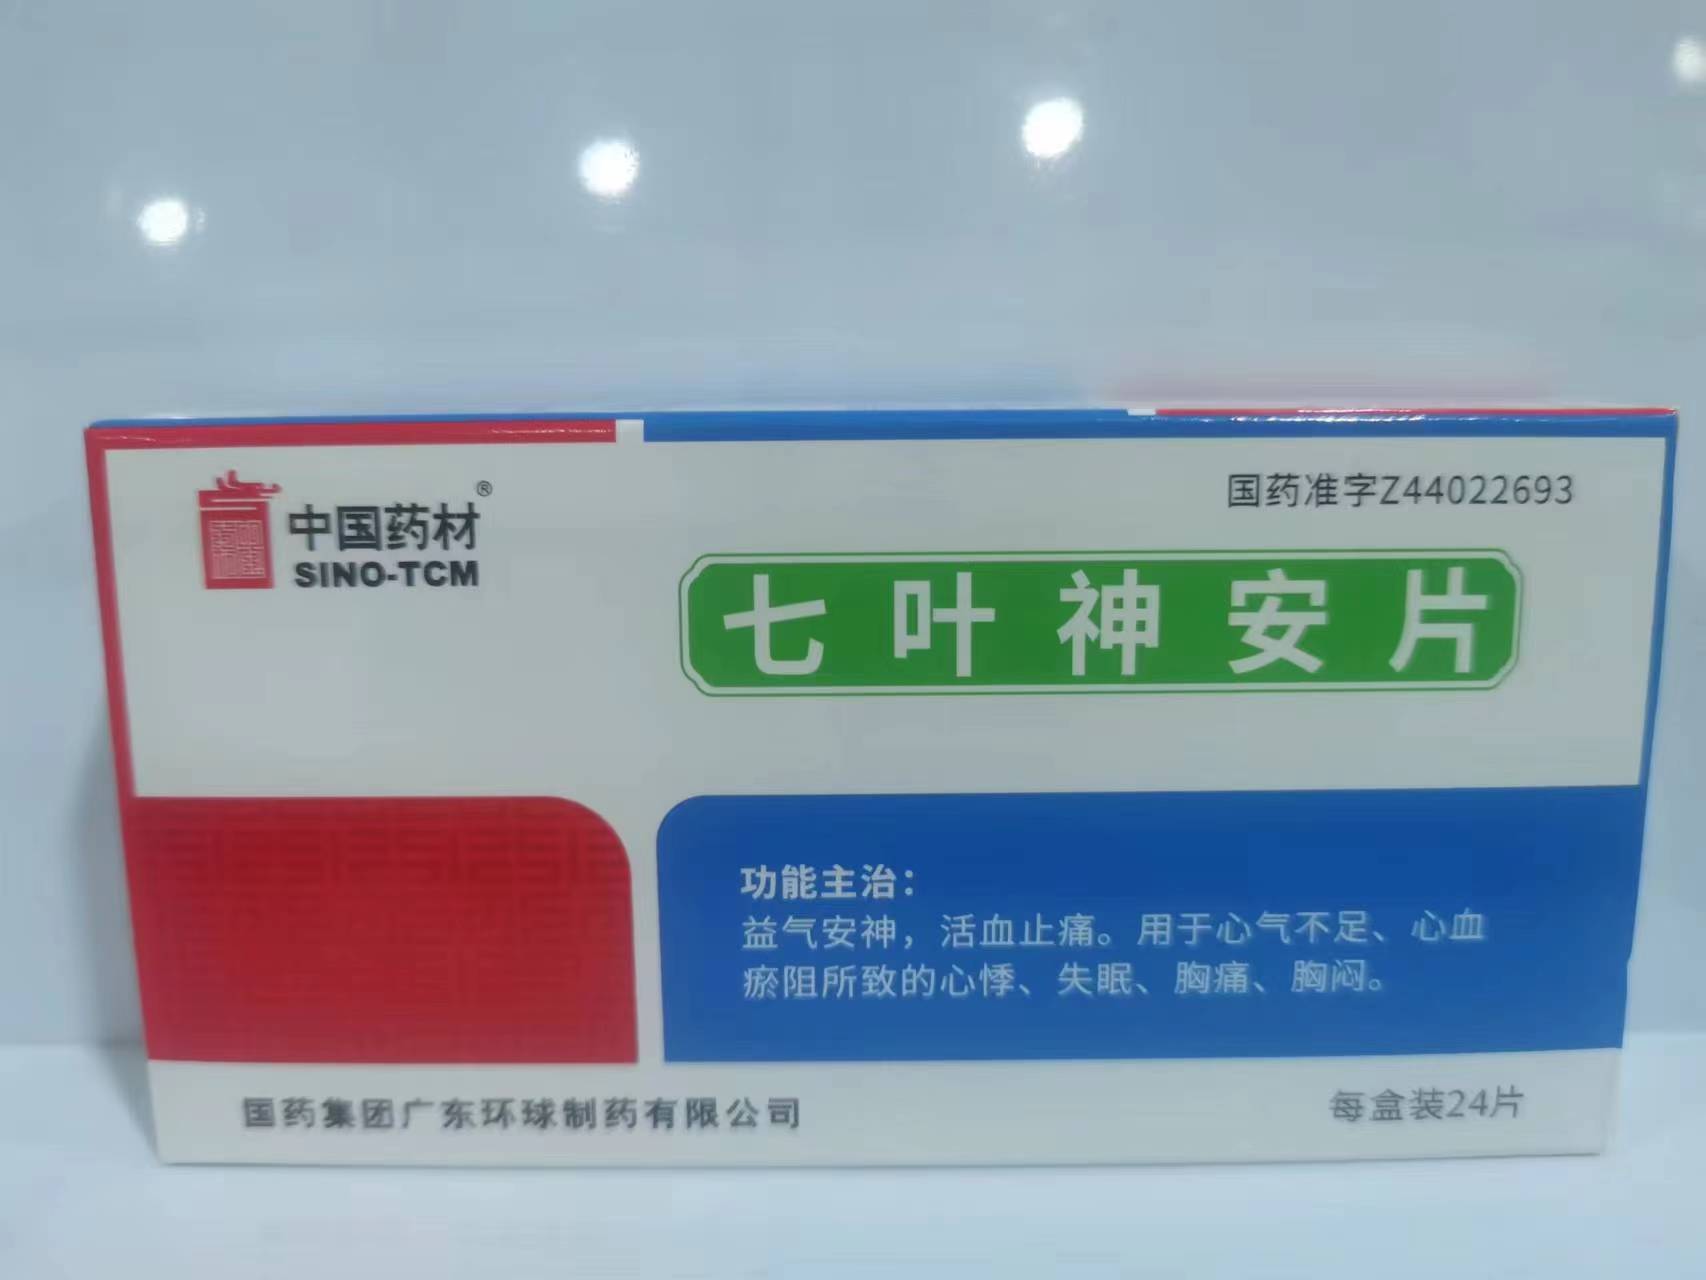 中国药材®
SINO-TCM
国药准字Z44022693
七叶神安片
功能主治：
益气安神，活血止痛。用于心气不足、心血
瘀阻所致的心悸、失眠、胸痛、胸闷。
国药集团广东环球制药有限公司
每盒装24片